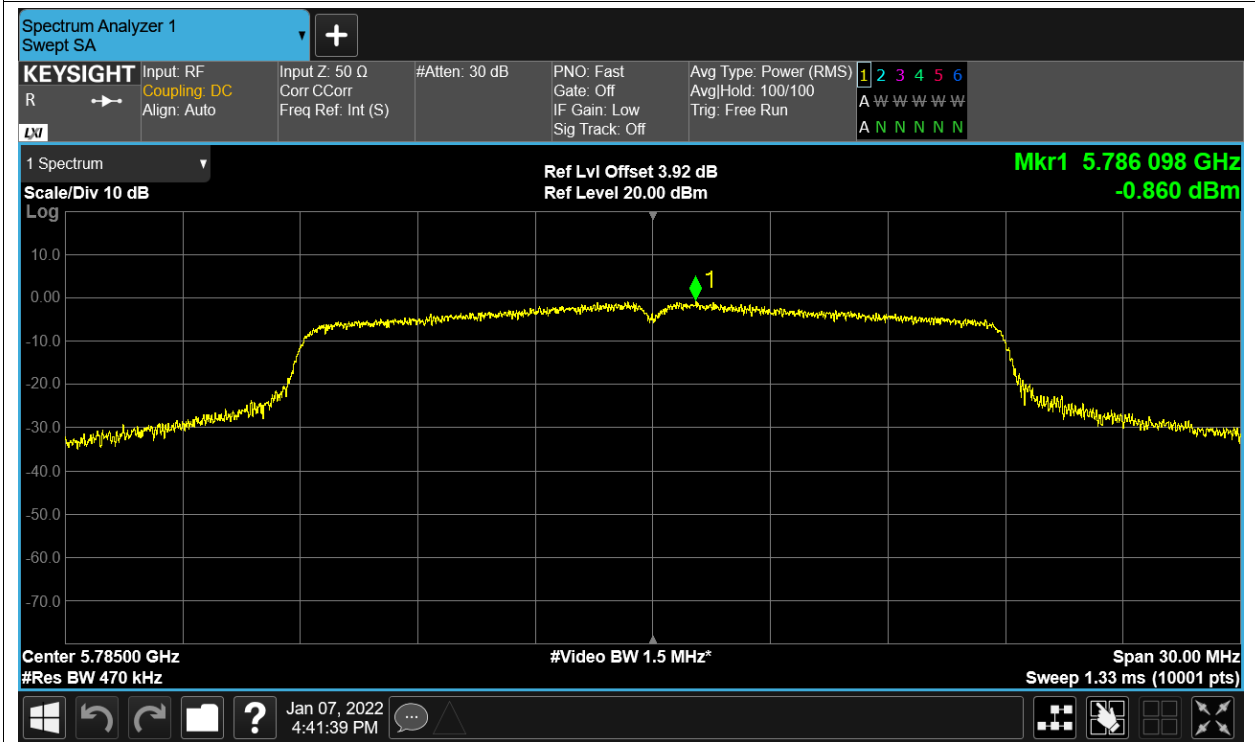 Spectrum Analyzer 1
Swept SA
+
KEYSIGHT Input: RF Input Z: 50 Ω #Atten: 30 dB PNO: Fast Avg Type: Power (RMS) 1 2 3 4 5 6
R Coupling: DC Corr CCorr Gate: Off Avg|Hold: 100/100 A W W W W W
Align: Auto Freq Ref: Int (S) IF Gain: Low Trig: Free Run
LXI Sig Track: Off A N N N N N
1 Spectrum Ref Lvl Offset 3.92 dB Mkr1 5.786 098 GHz
Scale/Div 10 dB Ref Level 20.00 dBm -0.860 dBm
Log
10.0
1
0.00
-10.0
-20.0
-30.0
-40.0
-50.0
-60.0
-70.0
Center 5.78500 GHz #Video BW 1.5 MHz* Span 30.00 MHz
#Res BW 470 kHz Sweep 1.33 ms (10001 pts)
? Jan 07, 2022
4:41:39 PM